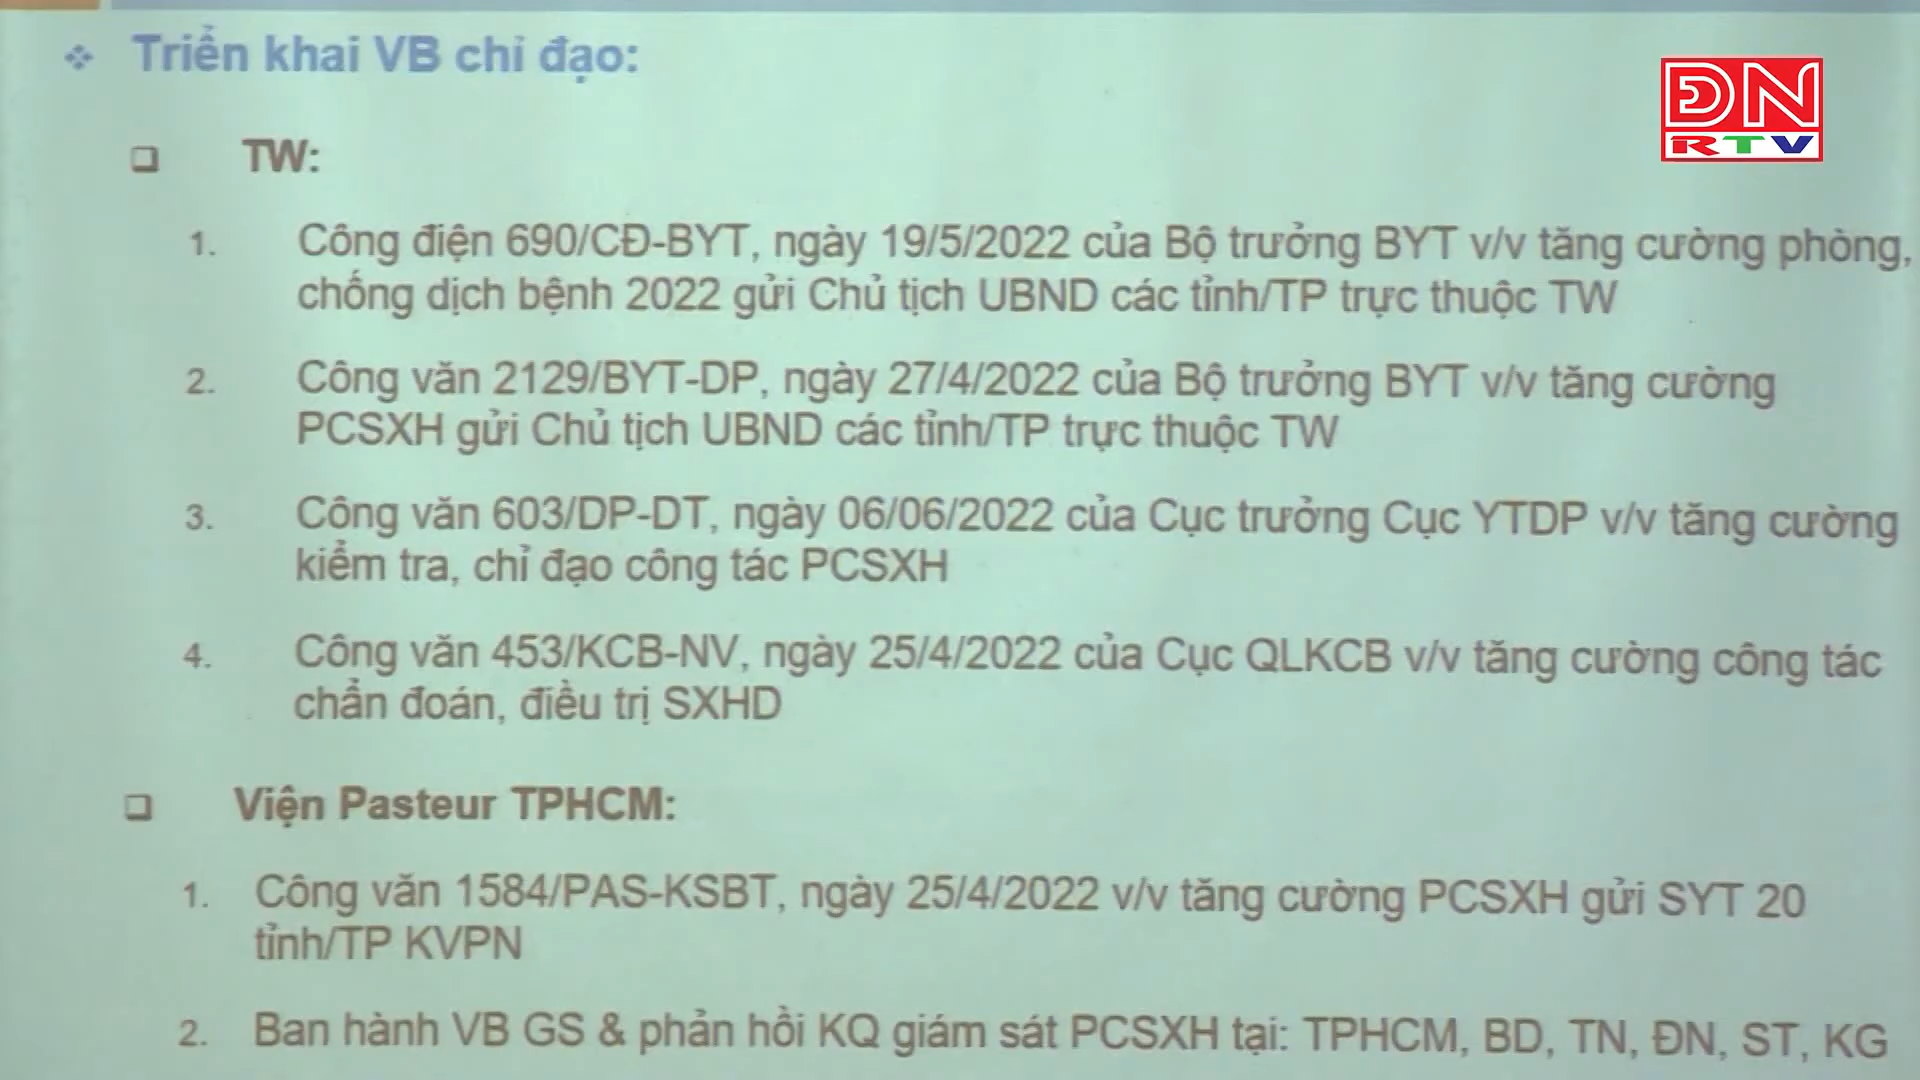 Triển khai VB chỉ đạo:
ĐN
RTV
TW:
1. Công điện 690/CĐ-BYT, ngày 19/5/2022 của Bộ trưởng BYT v/v tăng cường phòng,
chống dịch bệnh 2022 gửi Chủ tịch UBND các tỉnh/TP trực thuộc TW
2. Công văn 2129/BYT-DP, ngày 27/4/2022 của Bộ trưởng BYT v/v tăng cường
PCSXH gửi Chủ tịch UBND các tỉnh/TP trực thuộc TW
3. Công văn 603/DP-DT, ngày 06/06/2022 của Cục trưởng Cục YTDP v/v tăng cường
kiểm tra, chỉ đạo công tác PCSXH
4. Công văn 453/KCB-NV, ngày 25/4/2022 của Cục QLKCB v/v tăng cường công tác
chẩn đoán, điều trị SXHD
Viện Pasteur TPHCM:
1. Công văn 1584/PAS-KSBT, ngày 25/4/2022 v/v tăng cường PCSXH gửi SYT 20
tỉnh/TP KVPN
2. Ban hành VB GS & phản hồi KQ giám sát PCSXH tại: TPHCM, BD, TN, ĐN, ST, KG